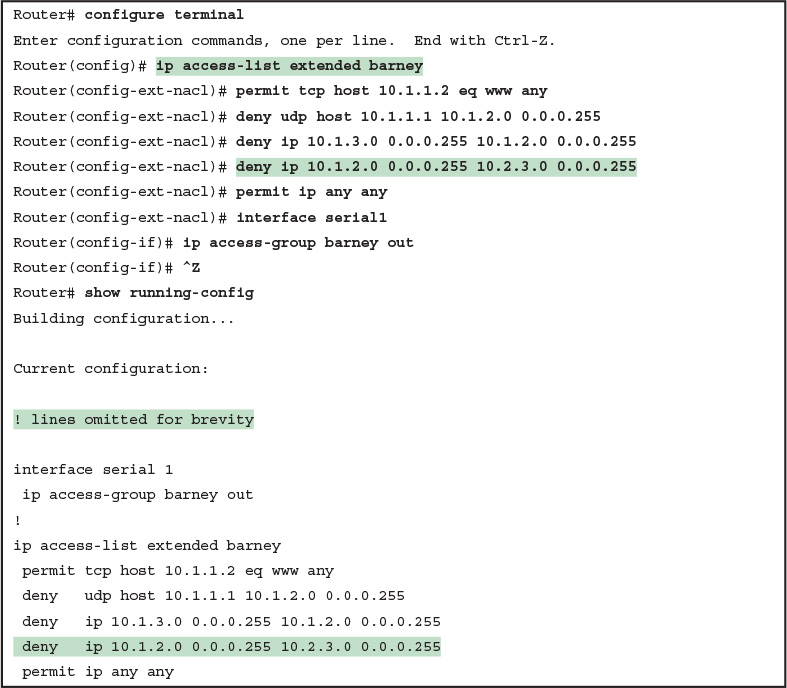 Router# configure terminal
Enter configuration commands, one per line.  End with Ctrl-Z.
Router(config)# ip access-list extended barney
Router(config-ext-nacl)# permit tcp host 10.1.1.2 eq www any
Router(config-ext-nacl)# deny udp host 10.1.1.1 10.1.2.0 0.0.0.255
Router(config-ext-nacl)# deny ip 10.1.3.0 0.0.0.255 10.1.2.0 0.0.0.255
Router(config-ext-nacl)# deny ip 10.1.2.0 0.0.0.255 10.2.3.0 0.0.0.255
Router(config-ext-nacl)# permit ip any any
Router(config-ext-nacl)# interface serial1
Router(config-if)# ip access-group barney out
Router(config-if)# ^Z
Router# show running-config
Building configuration...
Current configuration:
! lines omitted for brevity
interface serial 1
 ip access-group barney out
!
ip access-list extended barney
 permit tcp host 10.1.1.2 eq www any
 deny   udp host 10.1.1.1 10.1.2.0 0.0.0.255
 deny   ip 10.1.3.0 0.0.0.255 10.1.2.0 0.0.0.255
 deny   ip 10.1.2.0 0.0.0.255 10.2.3.0 0.0.0.255
 permit ip any any